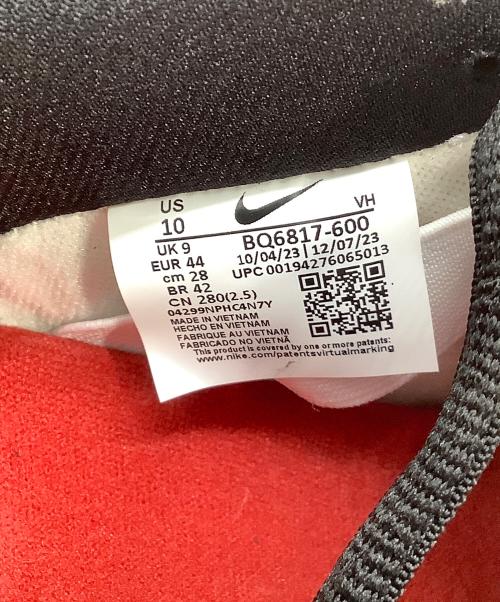 US
10
VH
UK 9
BQ6817-600
EUR 44
10/04/23 | 12/07/23
cm 28
UPC 00194276065013
BR 42
CN 280(2.5)
04299NPHC4N7Y
MADE IN VIETNAM
HECHO EN VIETNAM
FABRIQUE AU VIETNAM
FABRICADO NO VIETNÃ
This product is covered by one or more patents:
www.nike.com/patentsvirtualmarking